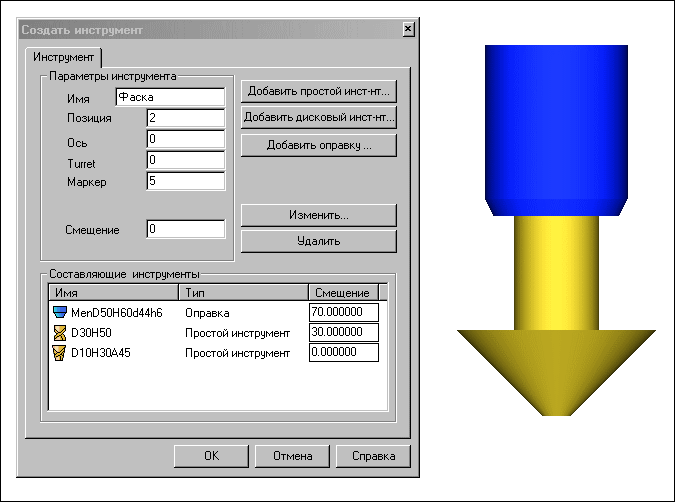 Создать инструмент
Инструмент
Параметры инструмента
Имя Фаска
Позиция 2
Ось 0
Turret 0
Маркер 5
Смещение 0
Добавить простой инст-нт...
Добавить дисковый инст-нт...
Добавить оправку ...
Изменить...
Удалить
Составляющие инструменты
Имя Тип Смещение
MenD50H60d44h6 Оправка 70.000000
D30H50 Простой инструмент 30.000000
D10H30A45 Простой инструмент 0.000000
OK Отмена Справка